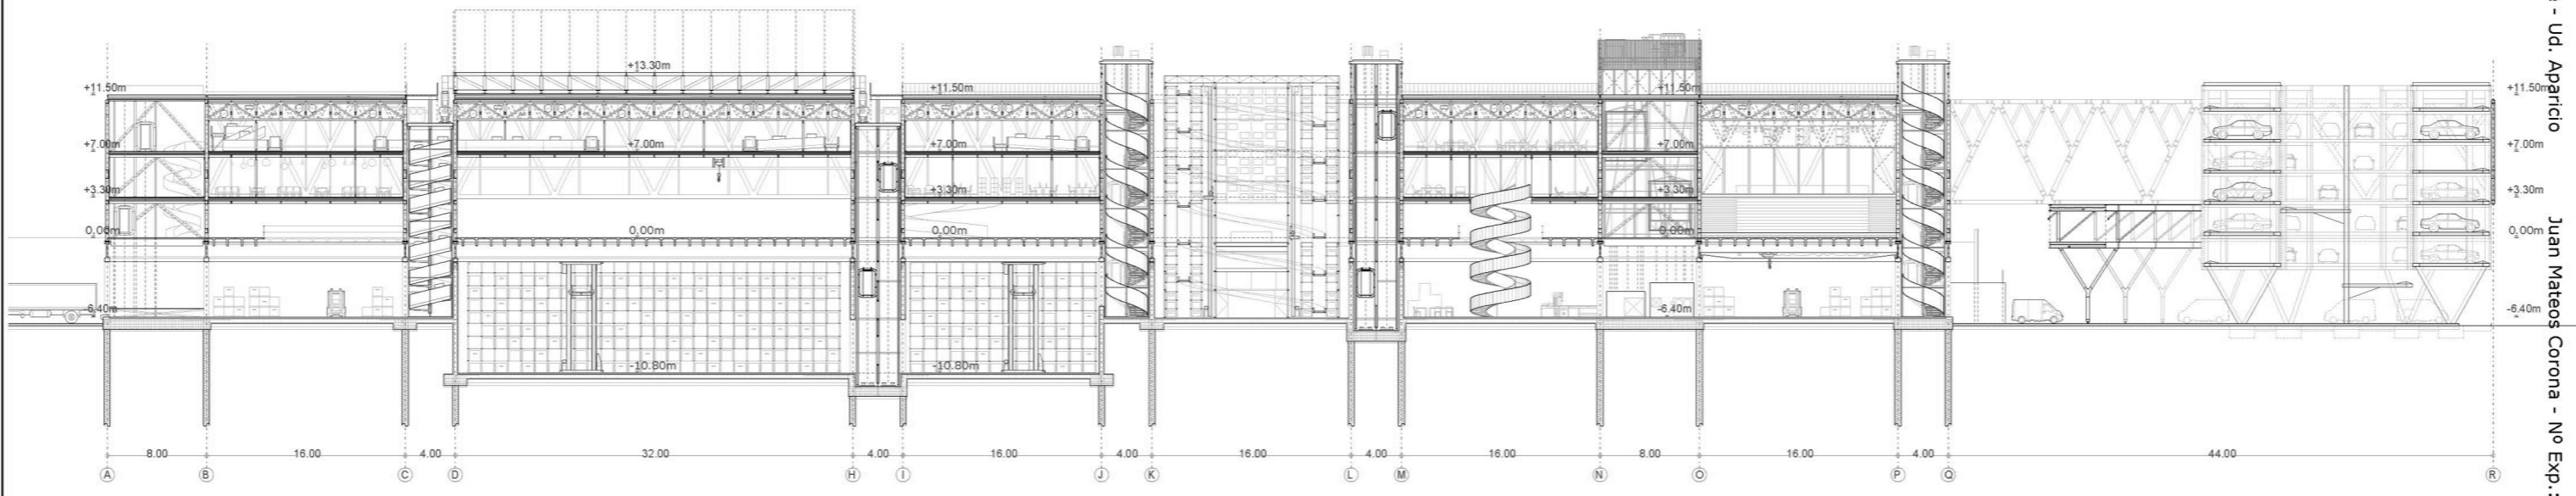 +13.30m
+11.50m +11.50m +11.50m +11.50m
+7.00m +7.00m +7.00m +7.00m +7.00m
+3.30m +3.30m +3.30m +3.30m
0,00m 0,00m 0,00m 0,00m 0,00m
-6.40m -6.40m -6.40m
-10.80m -10.80m
8.00 16.00 4.00 32.00 4.00 16.00 4.00 16.00 4.00 16.00 8.00 16.00 4.00 44.00
A B C D H I J K L M N O P Q R
- Ud. Aparicio
Juan Mateos Corona - Nº Exp.: